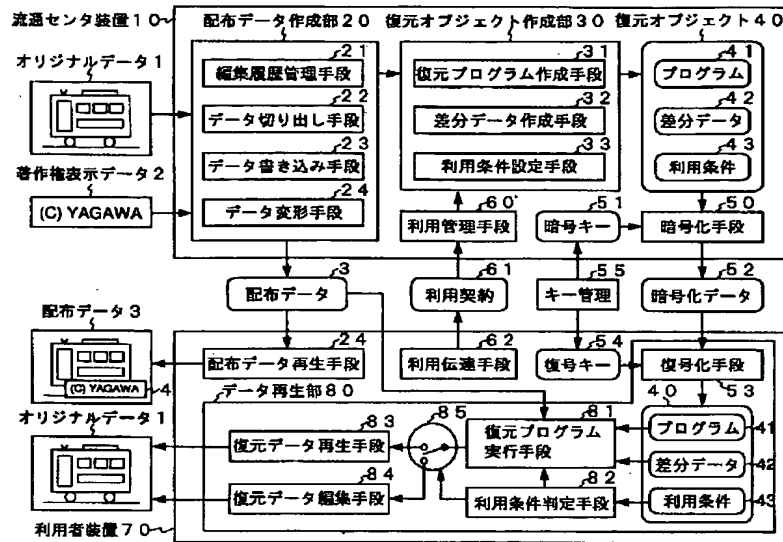 流通センタ装置10
配布データ作成部20
復元オブジェクト作成部30
復元オブジェクト40
オリジナルデータ1
21
編集履歴管理手段
22
データ切り出し手段
23
データ書き込み手段
24
データ変形手段
31
復元プログラム作成手段
32
差分データ作成手段
33
利用条件設定手段
41
プログラム
42
差分データ
43
利用条件
著作権表示データ2
(C) YAGAWA
60
利用管理手段
51
暗号キー
50
暗号化手段
3
配布データ
61
利用契約
55
キー管理
52
暗号化データ
配布データ3
(C) YAGAWA
4
24
配布データ再生手段
62
利用伝達手段
54
復号キー
復号化手段
53
データ再生部80
オリジナルデータ1
83
復元データ再生手段
85
81
復元プログラム
実行手段
40
プログラム
41
差分データ
42
84
復元データ編集手段
82
利用条件判定手段
利用条件
43
利用者装置70